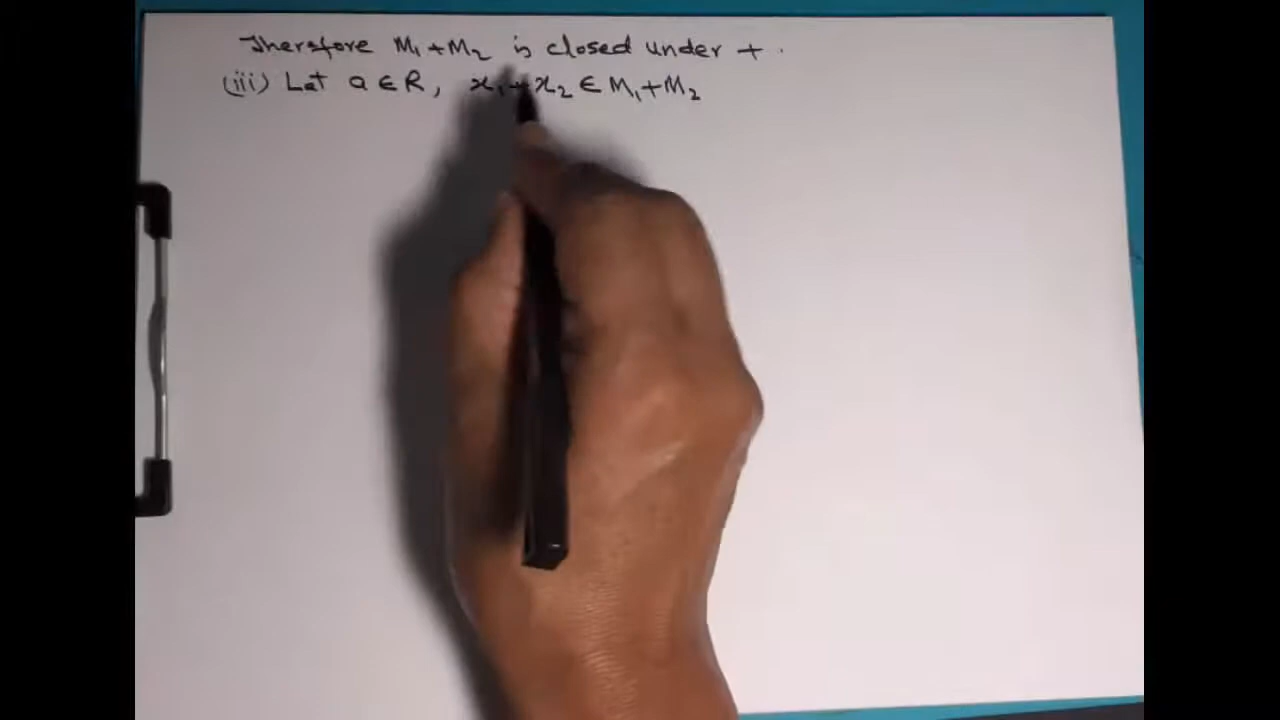 Therefore M₁+M₂ is closed under + .
(iii) Let a ∈ R, x₁+x₂ ∈ M₁+M₂